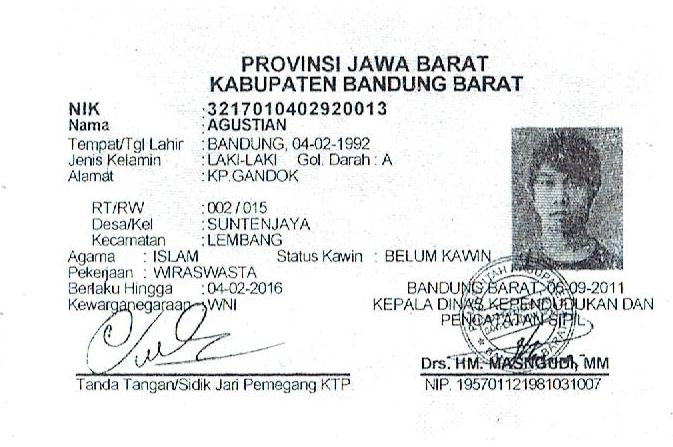 PROVINSI JAWA BARAT
KABUPATEN BANDUNG BARAT
NIK : 3217010402920013
Nama : AGUSTIAN
Tempat/Tgl Lahir : BANDUNG, 04-02-1992
Jenis Kelamin : LAKI-LAKI Gol. Darah : A
Alamat : KP.GANDOK
RT/RW : 002 / 015
Desa/Kel : SUNTENJAYA
Kecamatan : LEMBANG
Agama : ISLAM Status Kawin : BELUM KAWIN
Pekerjaan : WIRASWASTA
Berlaku Hingga : 04-02-2016
Kewarganegaraan : WNI
BANDUNG BARAT, 06-09-2011
KEPALA DINAS KEPENDUDUKAN DAN
PENCATATAN SIPIL
Drs. HM. MASNGUDI, MM
Tanda Tangan/Sidik Jari Pemegang KTP
NIP. 195701121981031007